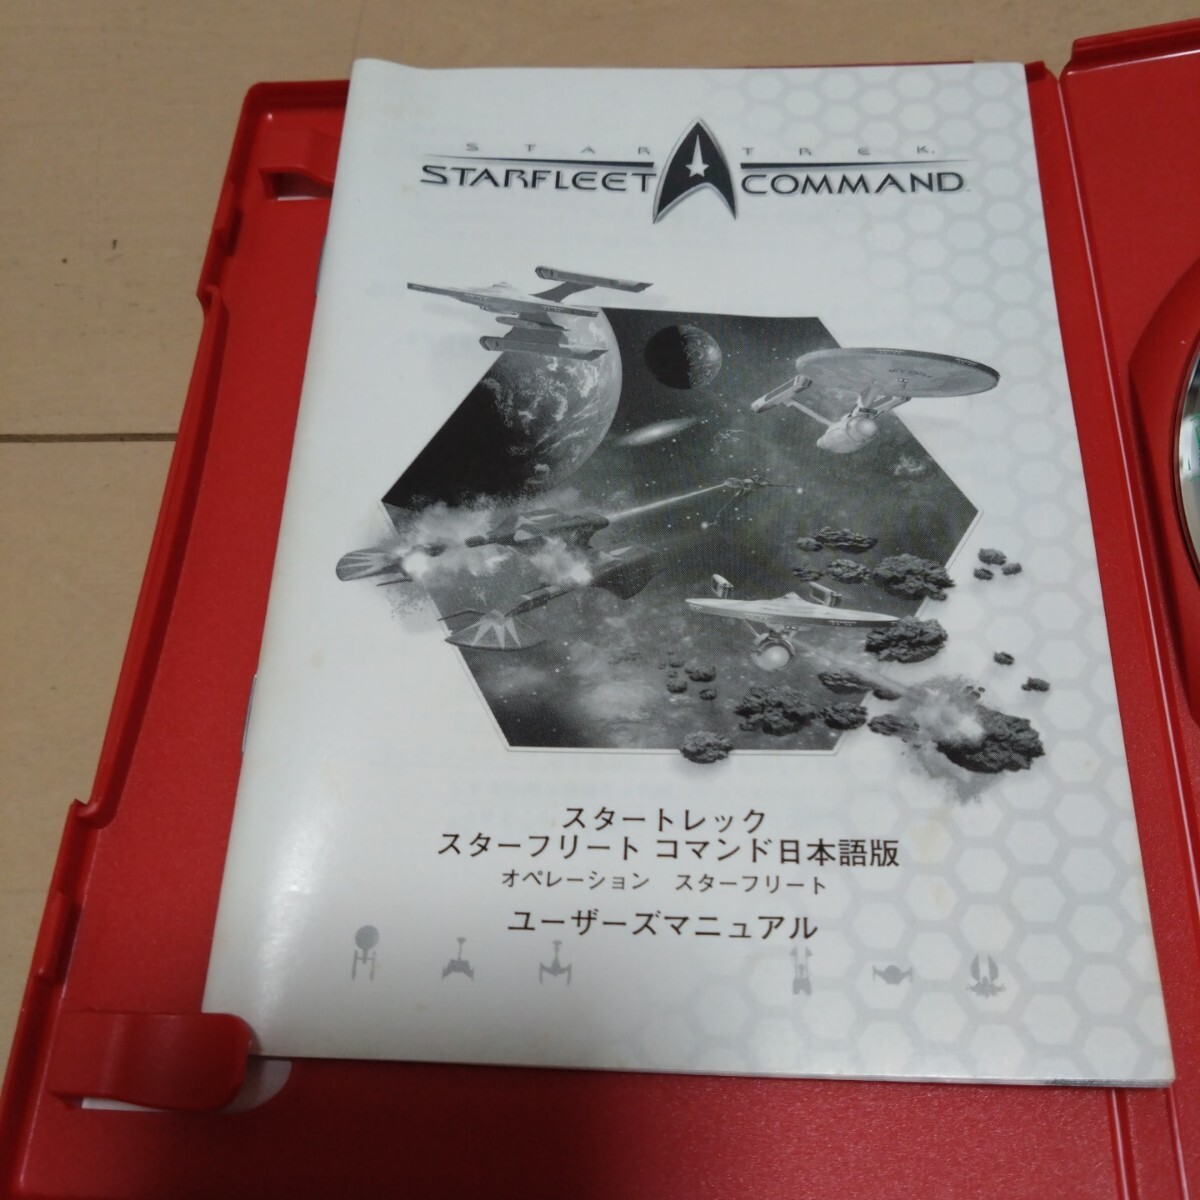 STAR TREK
STARFLEET COMMAND
スタートレック
スターフリート コマンド日本語版
オペレーション スターフリート
ユーザーズマニュアル